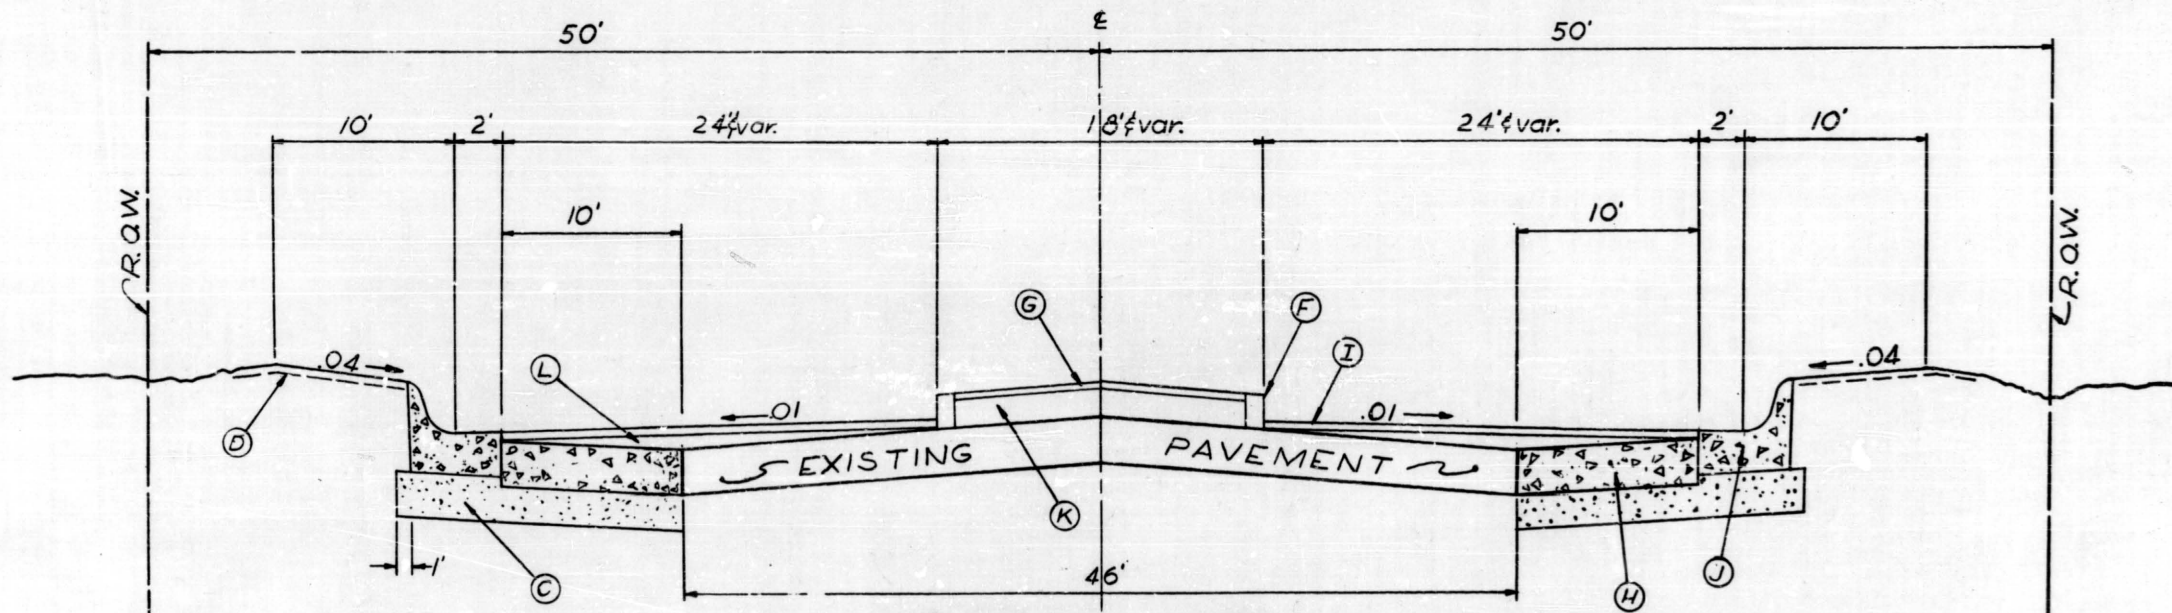 50' ℄ 50'
10' 2' 24'¢var. 18'¢var. 24'¢var. 2' 10'
R.O.W. R.O.W.
10' 10'
G F
.04 L I .04
.01 .01
D EXISTING PAVEMENT
K
1' C 46' H J